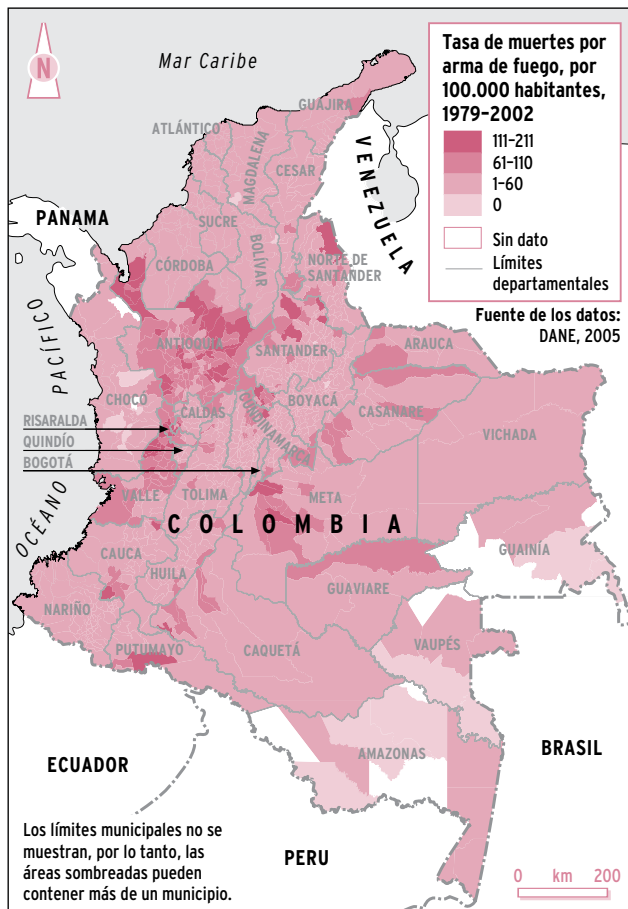 N
Mar Caribe
Tasa de muertes por
arma de fuego, por
100.000 habitantes,
1979–2002
111–211
61–110
1–60
0
Sin dato
Límites
departamentales
Fuente de los datos:
DANE, 2005
GUAJIRA
ATLÁNTICO
MAGDALENA
CESAR
VENEZUELA
PANAMA
SUCRE
BOLÍVAR
NORTE DE
SANTANDER
CÓRDOBA
OCÉANO PACÍFICO
ANTIOQUIA
SANTANDER
ARAUCA
CHOCÓ
CALDAS
BOYACÁ
CUNDINAMARCA
CASANARE
RISARALDA
QUINDÍO
BOGOTÁ
VICHADA
VALLE
TOLIMA
META
COLOMBIA
CAUCA
HUILA
GUAINÍA
GUAVIARE
NARIÑO
VAUPÉS
PUTUMAYO
CAQUETÁ
AMAZONAS
ECUADOR
BRASIL
PERU
Los límites municipales no se
muestran, por lo tanto, las
áreas sombreadas pueden
contener más de un municipio.
0 km 200